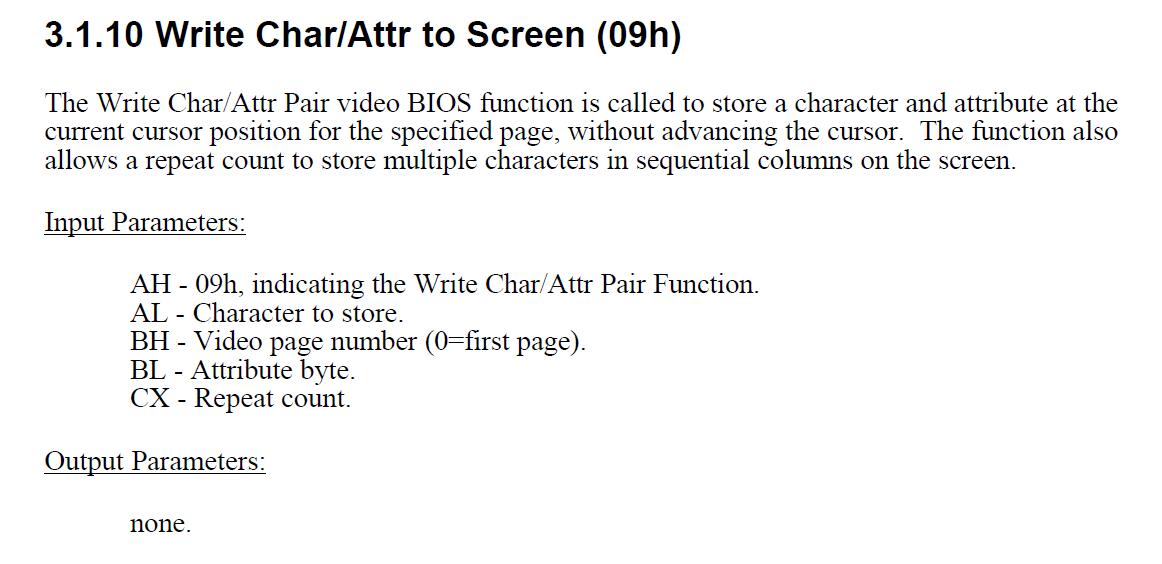 3.1.10 Write Char/Attr to Screen (09h)
The Write Char/Attr Pair video BIOS function is called to store a character and attribute at the
current cursor position for the specified page, without advancing the cursor.  The function also
allows a repeat count to store multiple characters in sequential columns on the screen.
Input Parameters:
AH - 09h, indicating the Write Char/Attr Pair Function.
AL - Character to store.
BH - Video page number (0=first page).
BL - Attribute byte.
CX - Repeat count.
Output Parameters:
none.